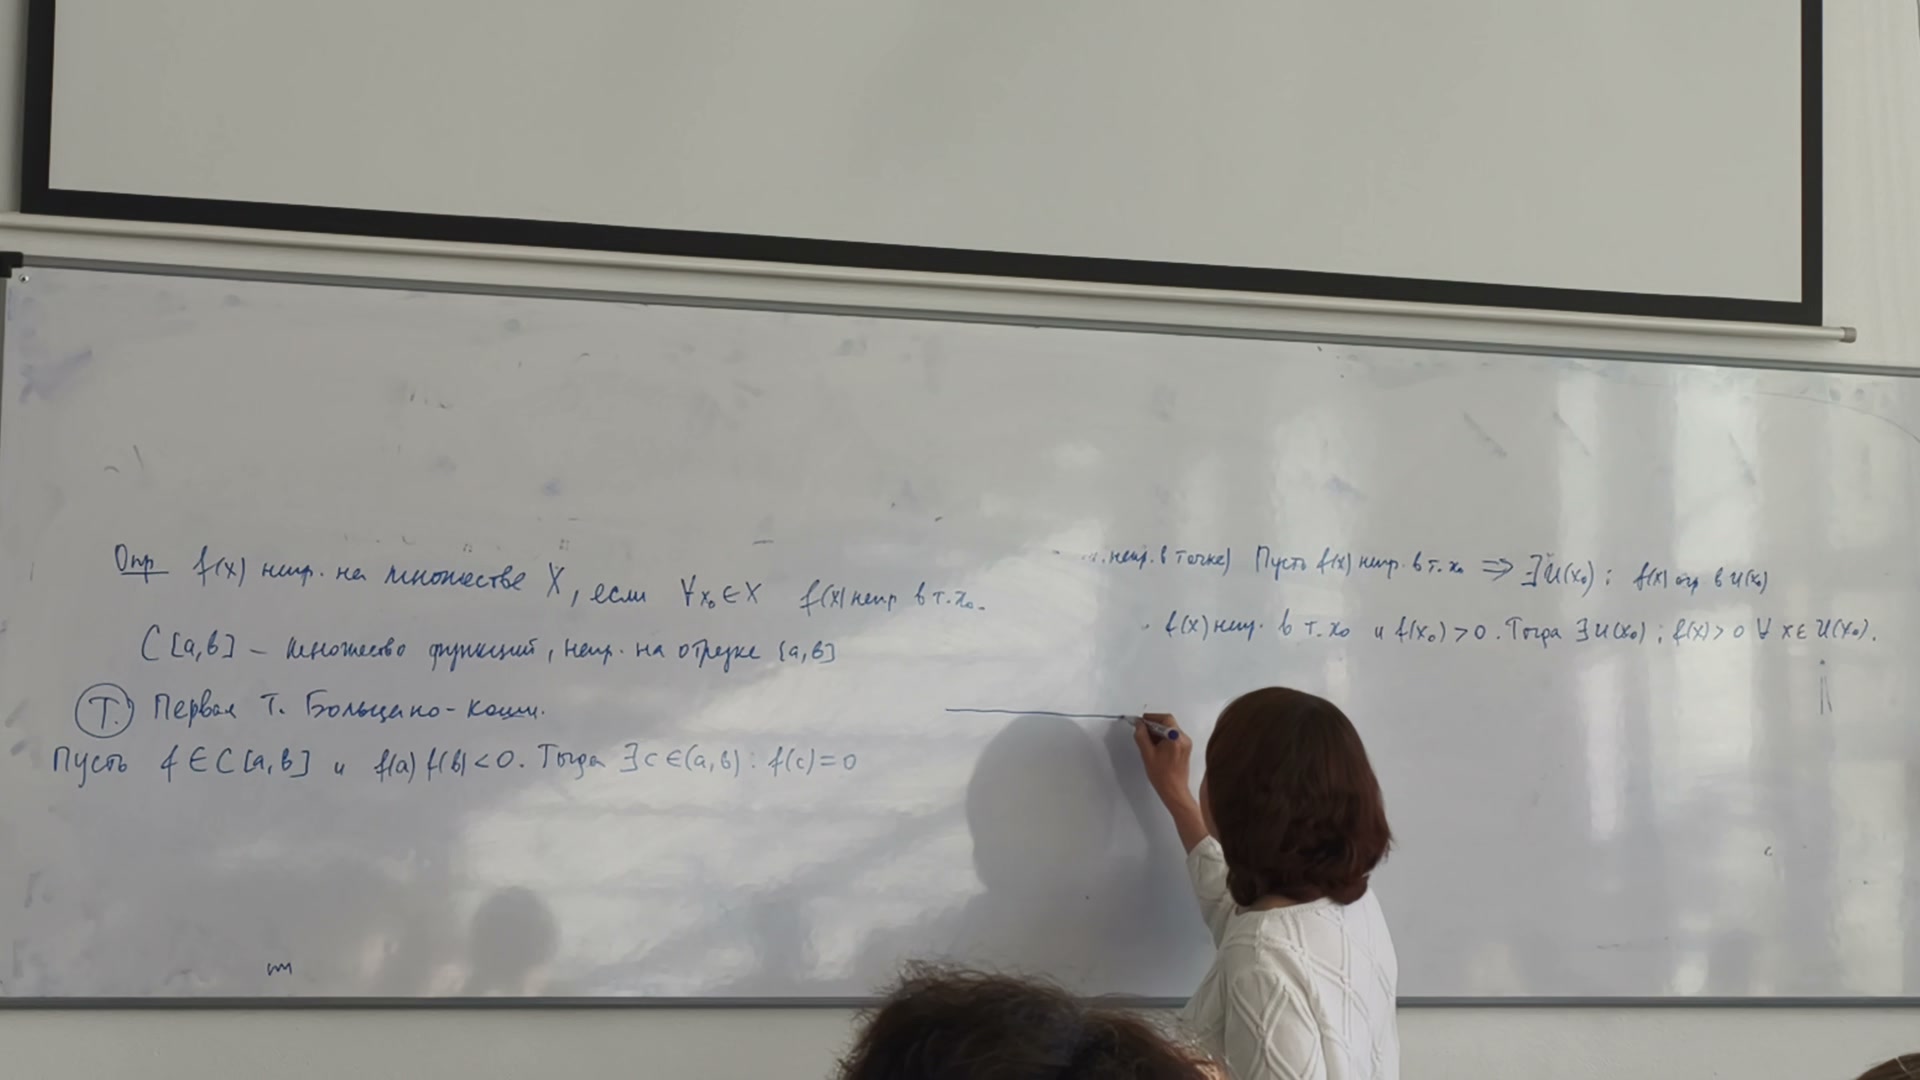 Опр f(x) непр. на множестве X, если ∀x₀∈X f(x) непр в т.x₀.
C[a,b] – множество функций, непр. на отрезке [a,b]
Т. Первая т. Больцано-Коши.
Пусть f∈C[a,b] и f(a)f(b)<0. Тогда ∃c∈(a,b): f(c)=0
непр. в точке) Пусть f(x) непр. в т.x₀ ⇒ ∃U(x₀): f(x) огр в U(x₀)
f(x) непр. в т.x₀ и f(x₀)>0. Тогда ∃U(x₀): f(x)>0 ∀ x∈U(x₀).